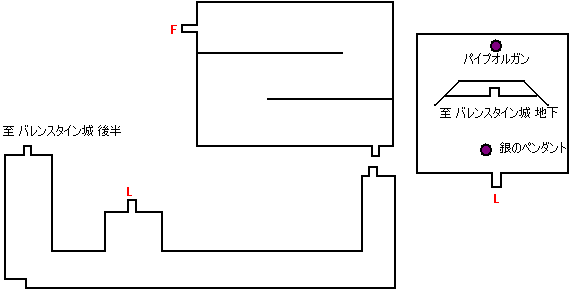 F
パイプオルガン
至 バレンスタイン城 地下
至 バレンスタイン城 後半
銀のペンダント
L
L